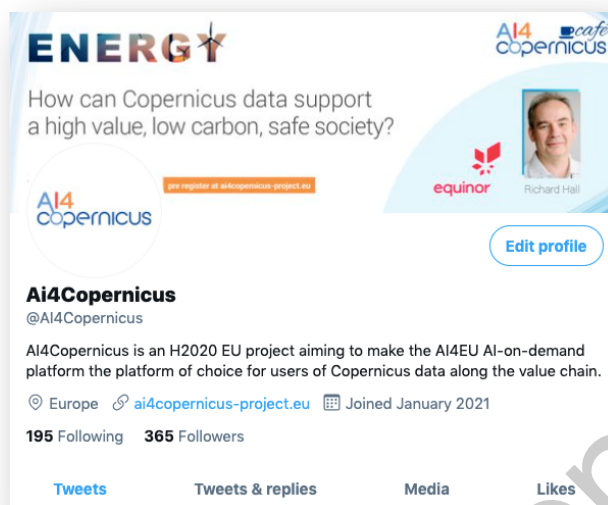 ENERGY
AI4 copernicus café
How can Copernicus data support
a high value, low carbon, safe society?
pre register at ai4copernicus-project.eu
equinor
Richard Hall
AI4
copernicus
Edit profile
Ai4Copernicus
@AI4Copernicus
AI4Copernicus is an H2020 EU project aiming to make the AI4EU AI-on-demand
platform the platform of choice for users of Copernicus data along the value chain.
Europe ai4copernicus-project.eu Joined January 2021
195 Following 365 Followers
Tweets Tweets & replies Media Likes